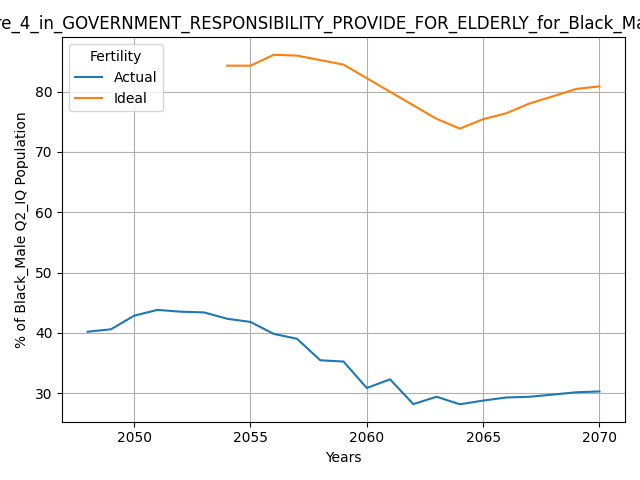 re_4_in_GOVERNMENT_RESPONSIBILITY_PROVIDE_FOR_ELDERLY_for_Black_Ma
Fertility
Actual
Ideal
% of Black_Male Q2_IQ Population
80
70
60
50
40
30
2050
2055
2060
2065
2070
Years